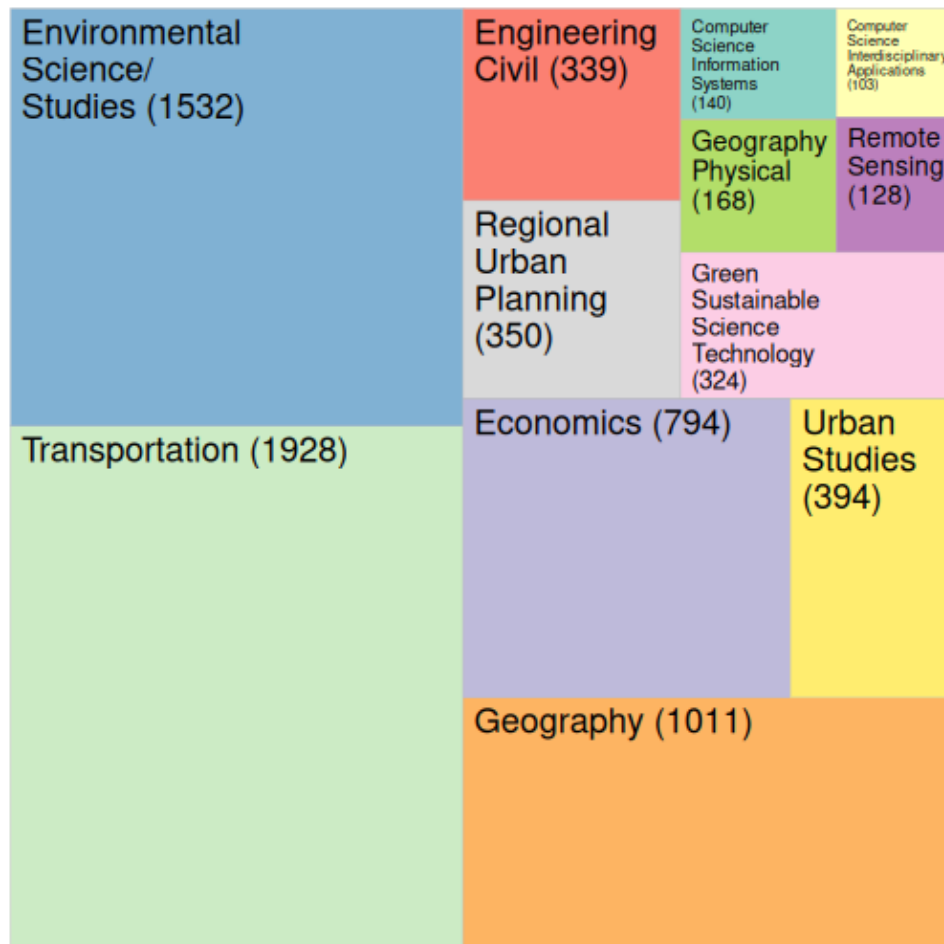 Environmental
Science/
Studies (1532)
Engineering
Civil (339)
Computer
Science
Information
Systems
(140)
Computer
Science
Interdisciplinary
Applications
(103)
Geography
Physical
(168)
Remote
Sensing
(128)
Regional
Urban
Planning
(350)
Green
Sustainable
Science
Technology
(324)
Transportation (1928)
Economics (794)
Urban
Studies
(394)
Geography (1011)